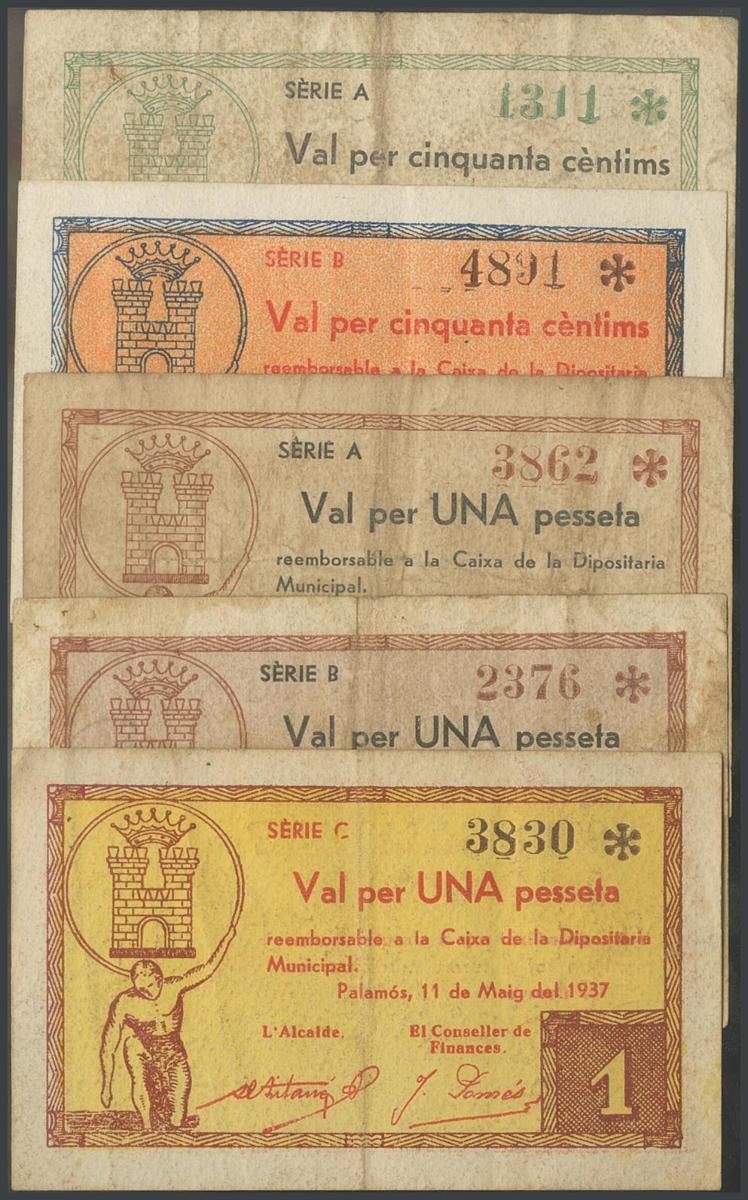 SÈRIE A 1311 *
Val per cinquanta cèntims
SÈRIE B 4891 *
Val per cinquanta cèntims
reemborsable a la Caixa de la Dipositaria
SÈRIE A 3862 *
Val per UNA pesseta
reemborsable a la Caixa de la Dipositaria
Municipal.
SÈRIE B 2376 *
Val per UNA pesseta
SÈRIE C 3830 *
Val per UNA pesseta
reemborsable a la Caixa de la Dipositaria
Municipal.
Palamós, 11 de Maig del 1937
L'Alcalde, El Conseller de
Finances.
J. Domés
1